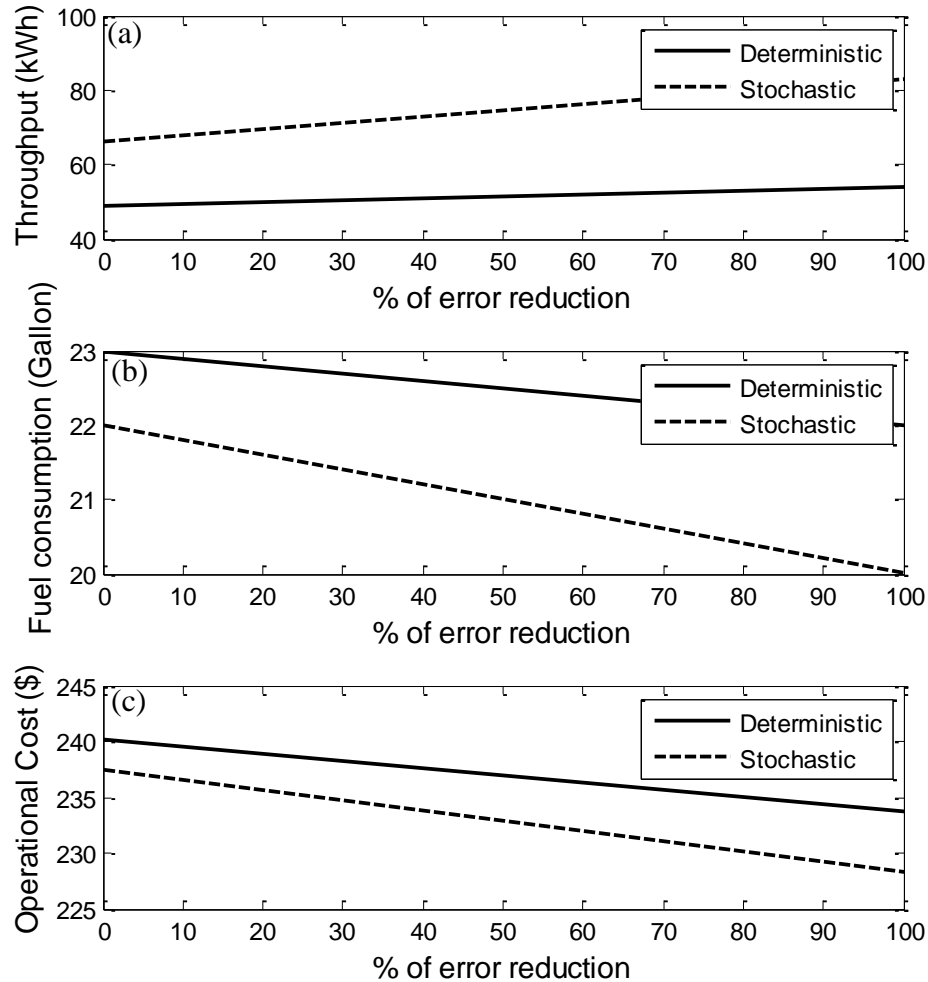 (a)
Throughput (kWh)
100
80
60
40
Deterministic
Stochastic
0 10 20 30 40 50 60 70 80 90 100
% of error reduction
(b)
Fuel consumption (Gallon)
23
22
21
20
Deterministic
Stochastic
0 10 20 30 40 50 60 70 80 90 100
% of error reduction
(c)
Operational Cost ($)
245
240
235
230
225
Deterministic
Stochastic
0 10 20 30 40 50 60 70 80 90 100
% of error reduction